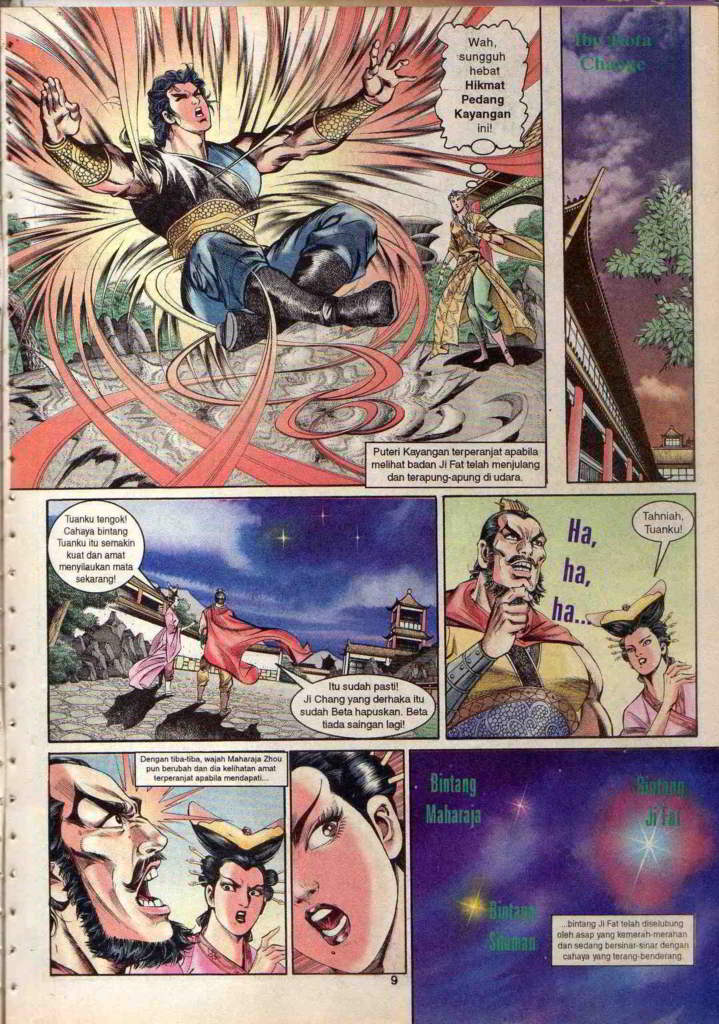 Wah,
sungguh
hebat
Hikmat
Pedang
Kayangan
ini!
Puteri Kayangan terperanjat apabila
melihat badan Ji Fat telah menjulang
dan terapung-apung di udara.
Ibu Kota
Change
Tuanku tengok!
Cahaya bintang
Tuanku itu semakin
kuat dan amat
menyilaukan mata
sekarang!
Itu sudah pasti!
Ji Chang yang derhaka itu
sudah Beta hapuskan. Beta
tiada saingan lagi!
Ha,
ha,
ha...
Tahniah,
Tuanku!
Dengan tiba-tiba, wajah Maharaja Zhou
pun berubah dan dia kelihatan amat
terperanjat apabila mendapati...
Bintang
Maharaja
Bintang
Ji Fat
Bintang
Siluman
...bintang Ji Fat telah diselubung
oleh asap yang kemerah-merahan
dan sedang bersinar-sinar dengan
cahaya yang terang-benderang.
9